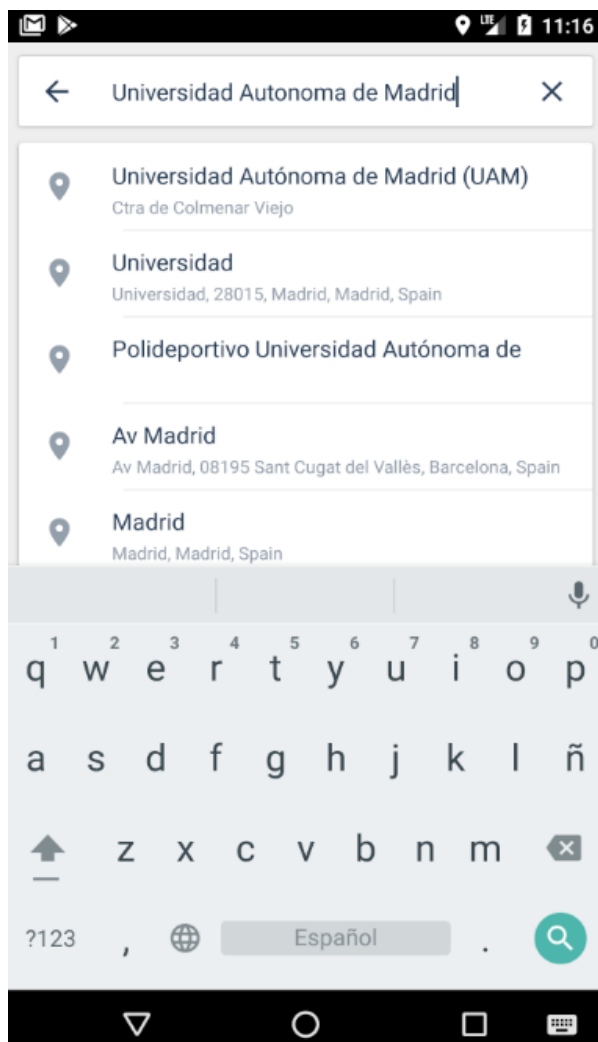 LTE 11:16
Universidad Autonoma de Madrid
Universidad Autónoma de Madrid (UAM)
Ctra de Colmenar Viejo
Universidad
Universidad, 28015, Madrid, Madrid, Spain
Polideportivo Universidad Autónoma de
Av Madrid
Av Madrid, 08195 Sant Cugat del Vallès, Barcelona, Spain
Madrid
Madrid, Madrid, Spain
1 2 3 4 5 6 7 8 9 0
q w e r t y u i o p
a s d f g h j k l ñ
z x c v b n m
?123 , Español .